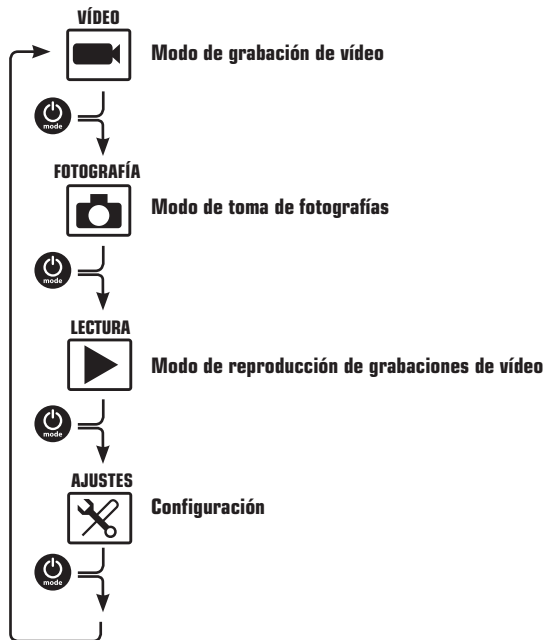 VÍDEO
Modo de grabación de vídeo
mode
FOTOGRAFÍA
Modo de toma de fotografías
mode
LECTURA
Modo de reproducción de grabaciones de vídeo
mode
AJUSTES
Configuración
mode